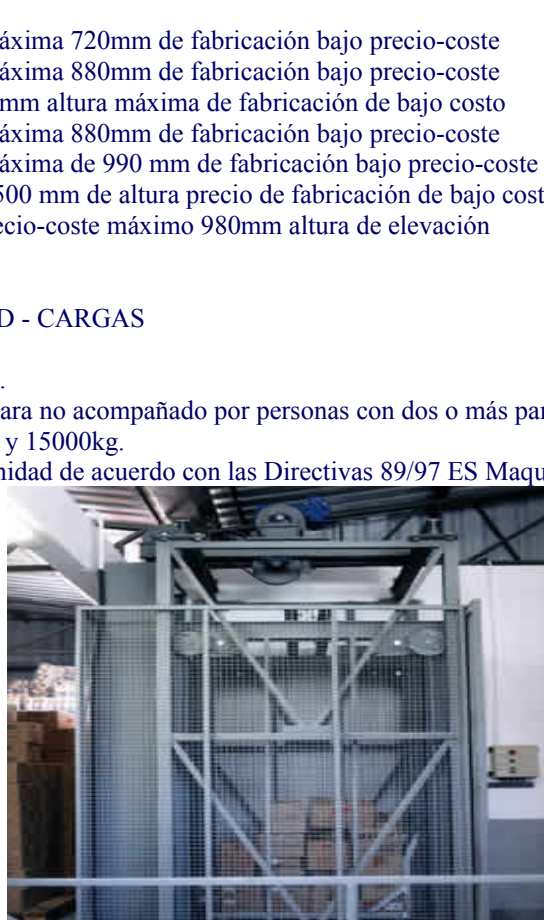 áxima 720mm de fabricación bajo precio-coste
áxima 880mm de fabricación bajo precio-coste
mm altura máxima de fabricación de bajo costo
áxima 880mm de fabricación bajo precio-coste
áxima de 990 mm de fabricación bajo precio-coste
500 mm de altura precio de fabricación de bajo cost
ecio-coste máximo 980mm altura de elevación
D - CARGAS
.
ara no acompañado por personas con dos o más par
y 15000kg.
nidad de acuerdo con las Directivas 89/97 ES Maqu